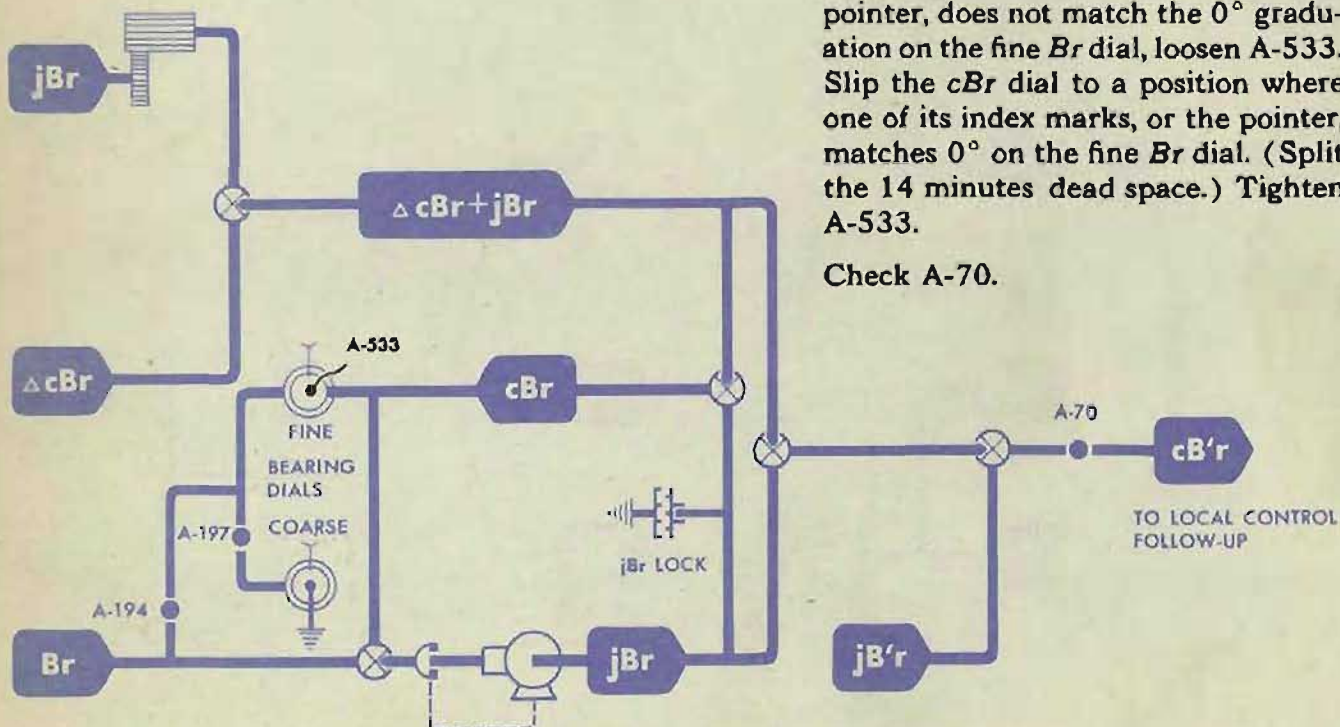 pointer, does not match the 0° gradu-
ation on the fine Br dial, loosen A-533.
Slip the cBr dial to a position where
one of its index marks, or the pointer,
matches 0° on the fine Br dial. (Split
the 14 minutes dead space.) Tighten
A-533.
Check A-70.
jBr
Δ cBr+jBr
Δ cBr
A-533
cBr
FINE
BEARING
DIALS
COARSE
A-197
A-194
jBr LOCK
Br
jBr
A-70
cB'r
TO LOCAL CONTROL
FOLLOW-UP
jB'r